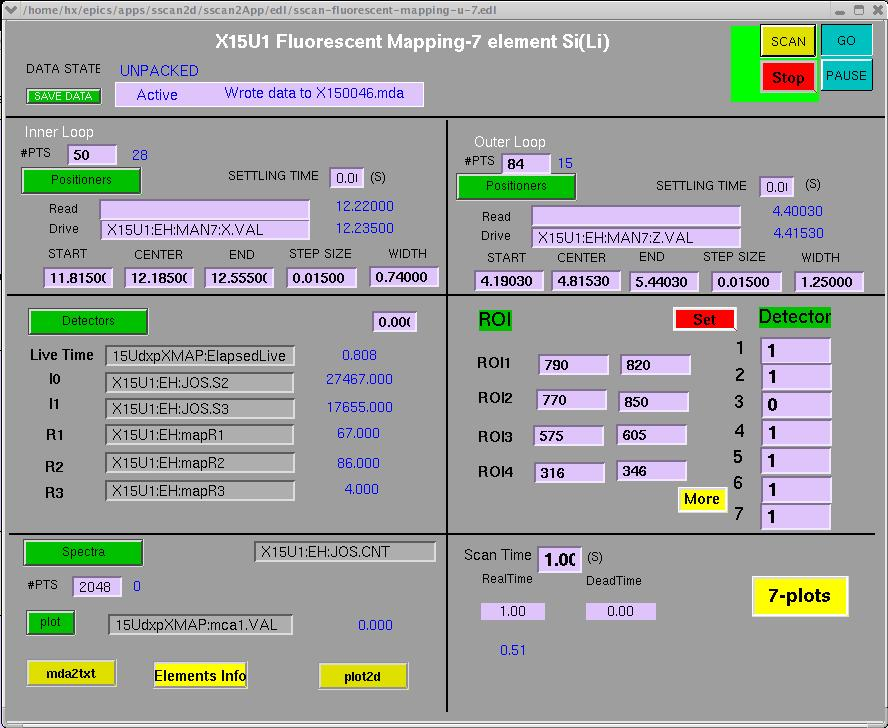 /home/hx/epics/apps/sscan2d/sscan2App/edl/sscan-fluorescent-mapping-u-7.edl
X15U1 Fluorescent Mapping-7 element Si(Li)
SCAN GO
Stop PAUSE
DATA STATE UNPACKED
SAVE DATA Active Wrote data to X150046.mda
Inner Loop
#PTS 50 28
Positioners SETTLING TIME 0.0 (S)
Read 12.22000
Drive X15U1:EH:MAN7:X.VAL 12.23500
START CENTER END STEP SIZE WIDTH
11.8150 12.1850 12.5550 0.01500 0.74000
Outer Loop
#PTS 84 15
Positioners SETTLING TIME 0.0 (S)
Read 4.40030
Drive X15U1:EH:MAN7:Z.VAL 4.41530
START CENTER END STEP SIZE WIDTH
4.19030 4.81530 5.44030 0.01500 1.25000
Detectors 0.00
Live Time 15UdxpXMAP:ElapsedLive 0.808
I0 X15U1:EH:JOS.S2 27467.000
I1 X15U1:EH:JOS.S3 17655.000
R1 X15U1:EH:mapR1 67.000
R2 X15U1:EH:mapR2 86.000
R3 X15U1:EH:mapR3 4.000
ROI Set Detector
ROI1 790 820
ROI2 770 850
ROI3 575 605
ROI4 316 346
More
1 1
2 1
3 0
4 1
5 1
6 1
7 1
Spectra X15U1:EH:JOS.CNT
#PTS 2048 0
plot 15UdxpXMAP:mca1.VAL 0.000
mda2txt Elements Info plot2d
Scan Time 1.00 (S)
RealTime DeadTime
1.00 0.00
0.51
7-plots